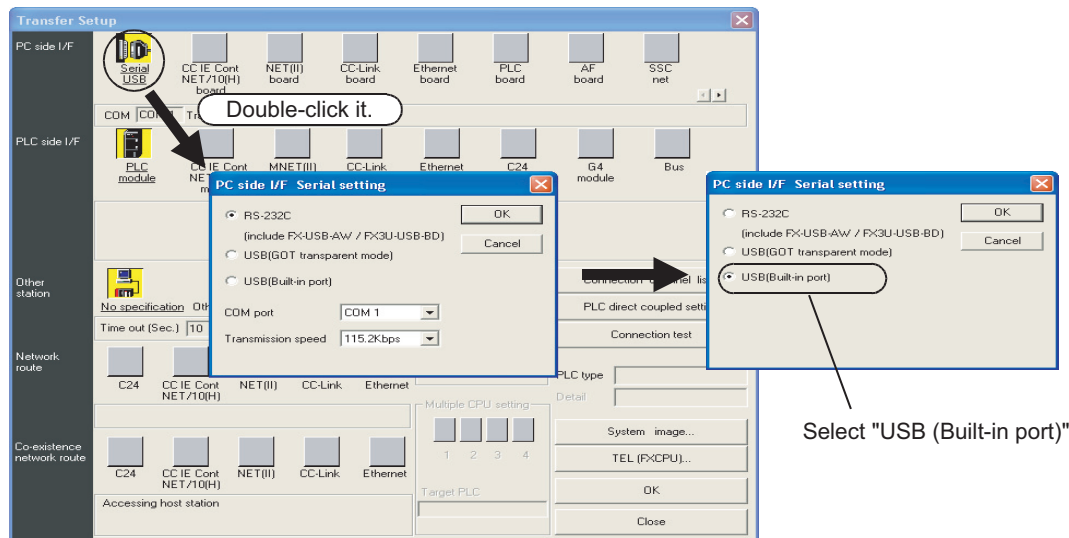 Transfer Setup
PC side I/F
Serial USB
CC IE Cont NET/10(H) board
NET(II) board
CC-Link board
Ethernet board
PLC board
AF board
SSC net
Double-click it.
COM
PLC side I/F
PLC module
CC IE Cont
MNET(II)
CC-Link
Ethernet
C24
G4 module
Bus
PC side I/F Serial setting
RS-232C
(include FX-USB-AW / FX3U-USB-BD)
USB(GOT transparent mode)
USB(Built-in port)
COM port COM 1
Transmission speed 115.2Kbps
OK
Cancel
PC side I/F Serial setting
RS-232C
(include FX-USB-AW / FX3U-USB-BD)
USB(GOT transparent mode)
USB(Built-in port)
OK
Cancel
Select "USB (Built-in port)"
Other station
No specification
Time out (Sec.) 10
Connection channel lis
PLC direct coupled setti
Connection test
Network route
C24
CC IE Cont NET/10(H)
NET(II)
CC-Link
Ethernet
PLC type
Detail
Multiple CPU setting
1 2 3 4
Target PLC
System image...
TEL (FXCPU)...
OK
Close
Co-existence network route
C24
CC IE Cont NET/10(H)
NET(II)
CC-Link
Ethernet
Accessing host station